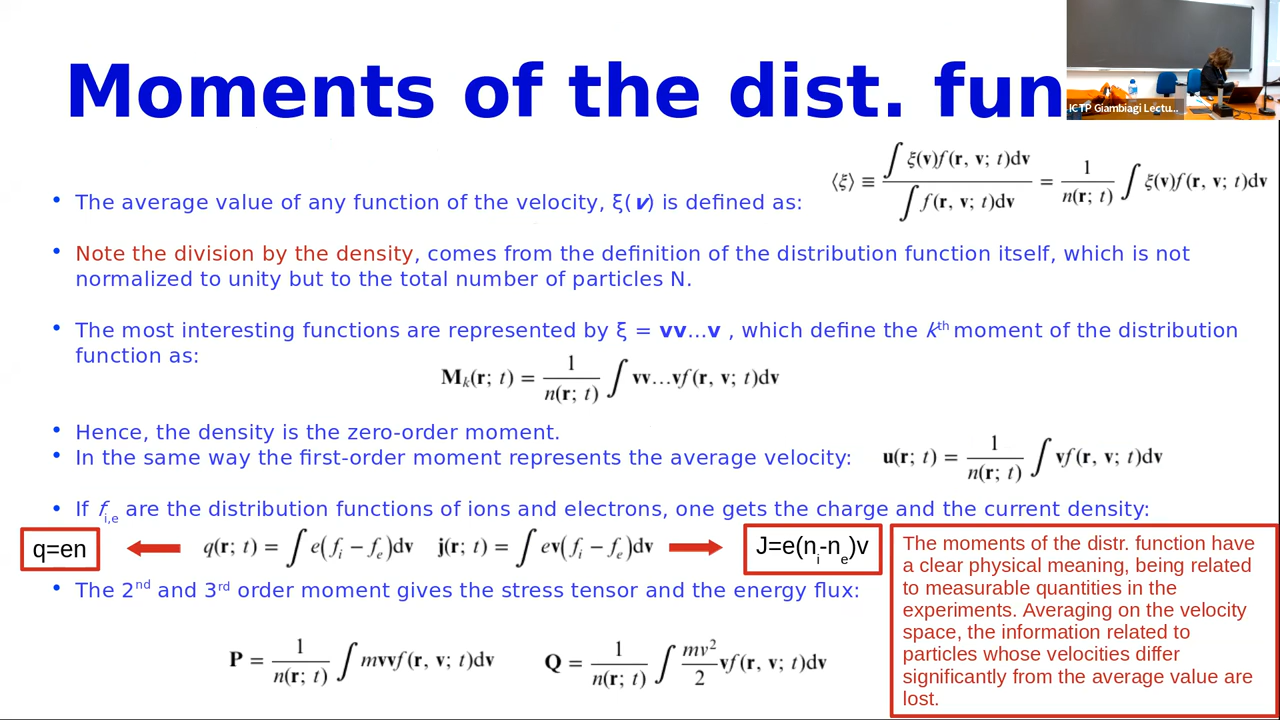 Moments of the dist. fun
ICTP Giambiagi Lectu...
⟨ξ⟩ ≡ ∫ ξ(v)f(r, v; t)dv / ∫ f(r, v; t)dv = 1/n(r; t) ∫ ξ(v)f(r, v; t)dv
• The average value of any function of the velocity, ξ(v) is defined as:
• Note the division by the density, comes from the definition of the distribution function itself, which is not
normalized to unity but to the total number of particles N.
• The most interesting functions are represented by ξ = vv...v , which define the kth moment of the distribution
function as:
M_k(r; t) = 1/n(r; t) ∫ vv...vf(r, v; t)dv
• Hence, the density is the zero-order moment.
• In the same way the first-order moment represents the average velocity: u(r; t) = 1/n(r; t) ∫ vf(r, v; t)dv
• If f_i,e are the distribution functions of ions and electrons, one gets the charge and the current density:
q=en
q(r; t) = ∫ e(f_i − f_e)dv j(r; t) = ∫ ev(f_i − f_e)dv
J=e(n_i-n_e)v
• The 2nd and 3rd order moment gives the stress tensor and the energy flux:
P = 1/n(r; t) ∫ mvvf(r, v; t)dv Q = 1/n(r; t) ∫ mv²/2 vf(r, v; t)dv
The moments of the distr. function have
a clear physical meaning, being related
to measurable quantities in the
experiments. Averaging on the velocity
space, the information related to
particles whose velocities differ
significantly from the average value are
lost.